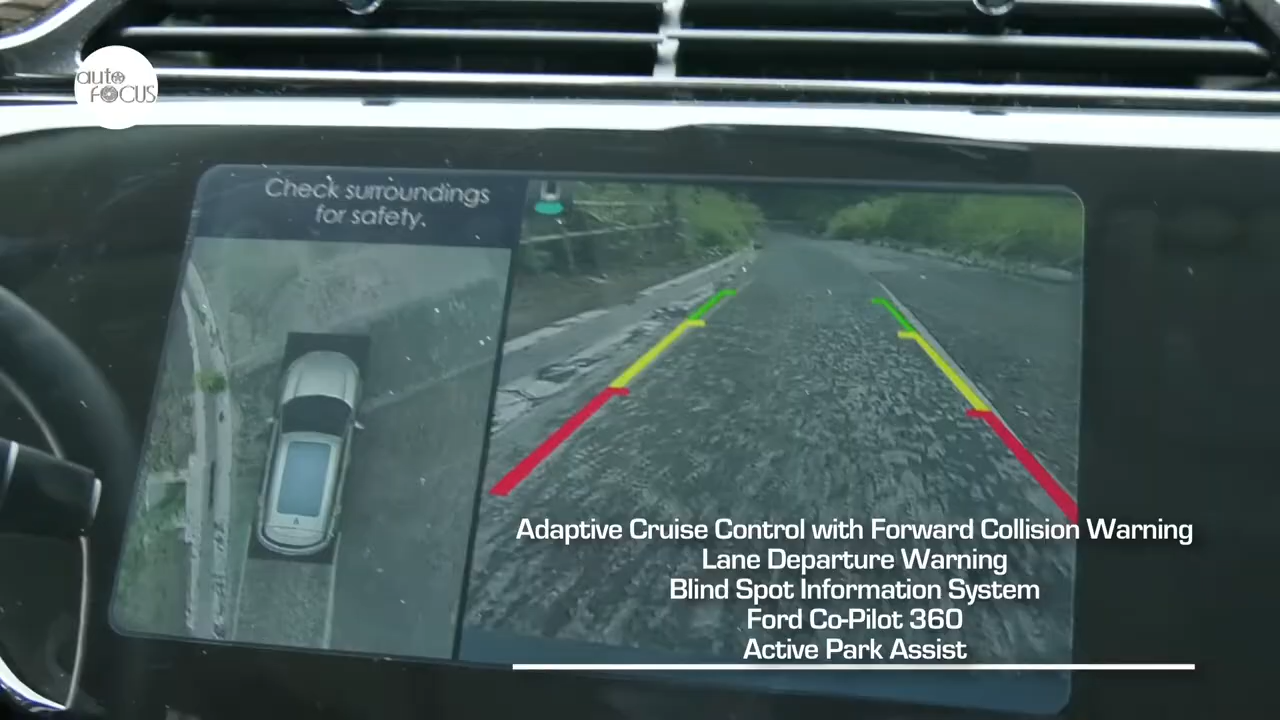 auto
FOCUS
Check surroundings
for safety.
Adaptive Cruise Control with Forward Collision Warning
Lane Departure Warning
Blind Spot Information System
Ford Co-Pilot 360
Active Park Assist